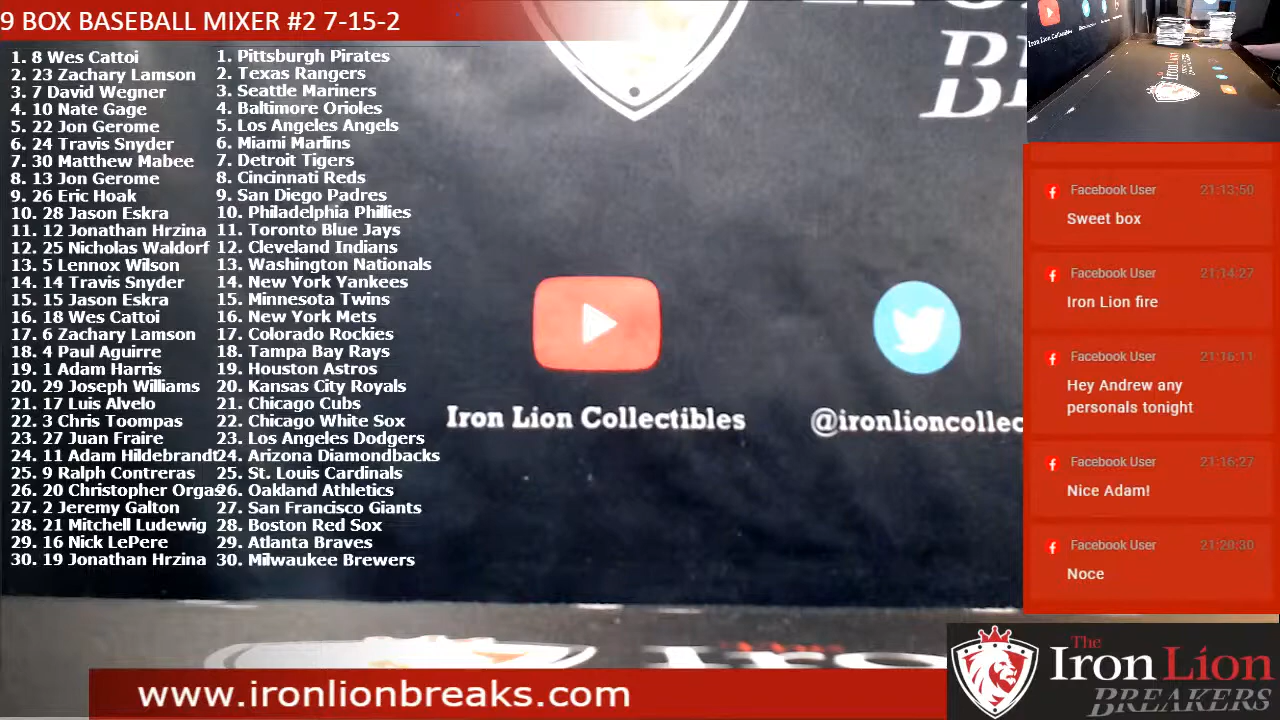 9 BOX BASEBALL MIXER #2 7-15-2
1. 8 Wes Cattoi
2. 23 Zachary Lamson
3. 7 David Wegner
4. 10 Nate Gage
5. 22 Jon Gerome
6. 24 Travis Snyder
7. 30 Matthew Mabee
8. 13 Jon Gerome
9. 26 Eric Hoak
10. 28 Jason Eskra
11. 12 Jonathan Hrzina
12. 25 Nicholas Waldorf
13. 5 Lennox Wilson
14. 14 Travis Snyder
15. 15 Jason Eskra
16. 18 Wes Cattoi
17. 6 Zachary Lamson
18. 4 Paul Aguirre
19. 1 Adam Harris
20. 29 Joseph Williams
21. 17 Luis Alvelo
22. 3 Chris Toompas
23. 27 Juan Fraire
24. 11 Adam Hildebrandt
25. 9 Ralph Contreras
26. 20 Christopher Orgas
27. 2 Jeremy Galton
28. 21 Mitchell Ludewig
29. 16 Nick LePere
30. 19 Jonathan Hrzina
1. Pittsburgh Pirates
2. Texas Rangers
3. Seattle Mariners
4. Baltimore Orioles
5. Los Angeles Angels
6. Miami Marlins
7. Detroit Tigers
8. Cincinnati Reds
9. San Diego Padres
10. Philadelphia Phillies
11. Toronto Blue Jays
12. Cleveland Indians
13. Washington Nationals
14. New York Yankees
15. Minnesota Twins
16. New York Mets
17. Colorado Rockies
18. Tampa Bay Rays
19. Houston Astros
20. Kansas City Royals
21. Chicago Cubs
22. Chicago White Sox
23. Los Angeles Dodgers
24. Arizona Diamondbacks
25. St. Louis Cardinals
26. Oakland Athletics
27. San Francisco Giants
28. Boston Red Sox
29. Atlanta Braves
30. Milwaukee Brewers
Iron Lion Collectibles
@ironlioncollec
Iron Lion Collectibles
Facebook User 21:13:50
Sweet box
Facebook User 21:14:27
Iron Lion fire
Facebook User 21:16:11
Hey Andrew any
personals tonight
Facebook User 21:16:27
Nice Adam!
Facebook User 21:20:30
Noce
www.ironlionbreaks.com
The
Iron Lion
BREAKERS